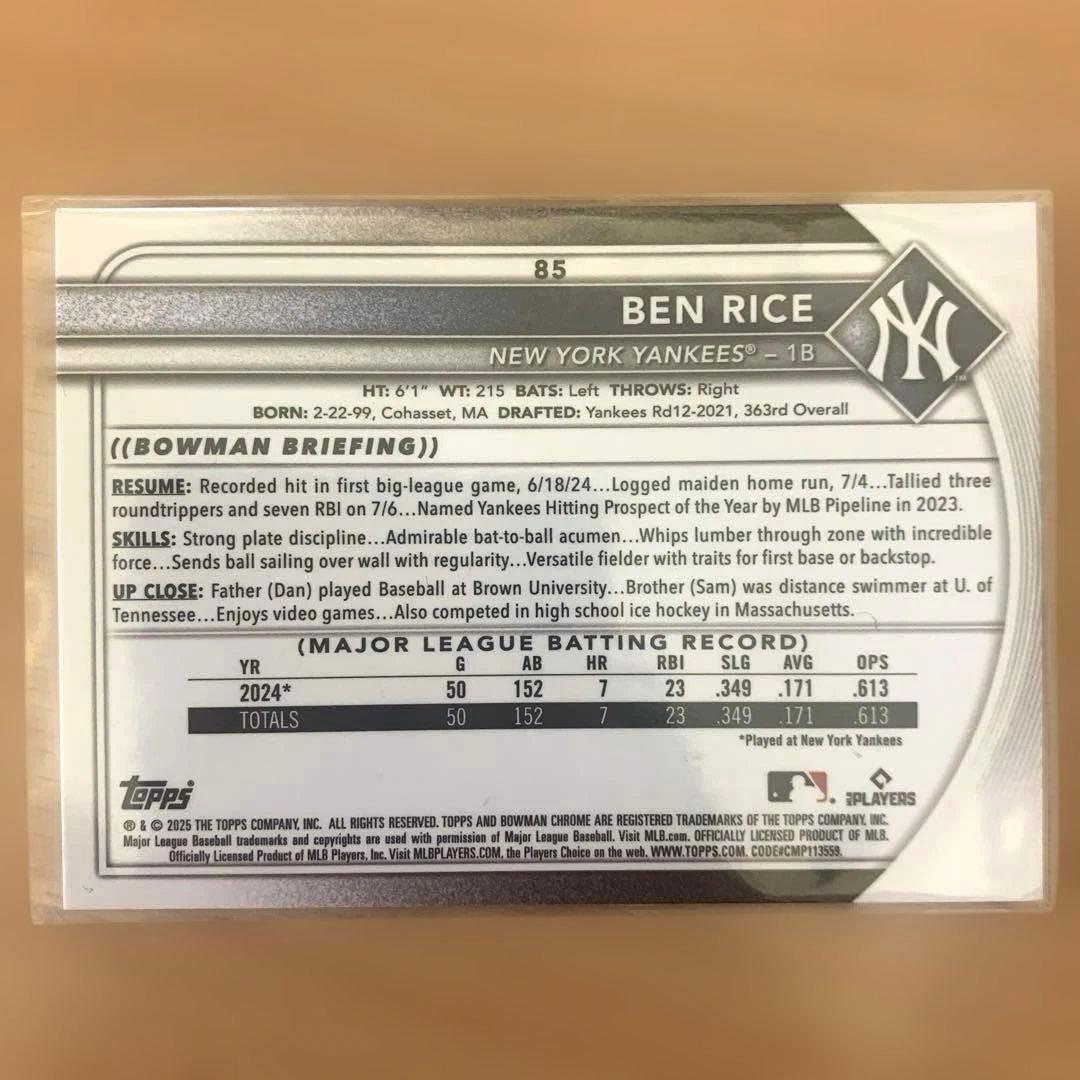 85
BEN RICE
NEW YORK YANKEES® – 1B
NY
TM
HT: 6'1" WT: 215 BATS: Left THROWS: Right
BORN: 2-22-99, Cohasset, MA DRAFTED: Yankees Rd12-2021, 363rd Overall
((BOWMAN BRIEFING))
RESUME: Recorded hit in first big-league game, 6/18/24...Logged maiden home run, 7/4...Tallied three
roundtrippers and seven RBI on 7/6...Named Yankees Hitting Prospect of the Year by MLB Pipeline in 2023.
SKILLS: Strong plate discipline...Admirable bat-to-ball acumen...Whips lumber through zone with incredible
force...Sends ball sailing over wall with regularity...Versatile fielder with traits for first base or backstop.
UP CLOSE: Father (Dan) played Baseball at Brown University...Brother (Sam) was distance swimmer at U. of
Tennessee...Enjoys video games...Also competed in high school ice hockey in Massachusetts.
(MAJOR LEAGUE BATTING RECORD)
YR G AB HR RBI SLG AVG OPS
2024* 50 152 7 23 .349 .171 .613
TOTALS 50 152 7 23 .349 .171 .613
*Played at New York Yankees
topps
PLAYERS
® & © 2025 THE TOPPS COMPANY, INC. ALL RIGHTS RESERVED. TOPPS AND BOWMAN CHROME ARE REGISTERED TRADEMARKS OF THE TOPPS COMPANY, INC.
Major League Baseball trademarks and copyrights are used with permission of Major League Baseball. Visit MLB.com. OFFICIALLY LICENSED PRODUCT OF MLB.
Officially Licensed Product of MLB Players, Inc. Visit MLBPLAYERS.COM, the Players Choice on the web. WWW.TOPPS.COM. CODE#CMP113559.